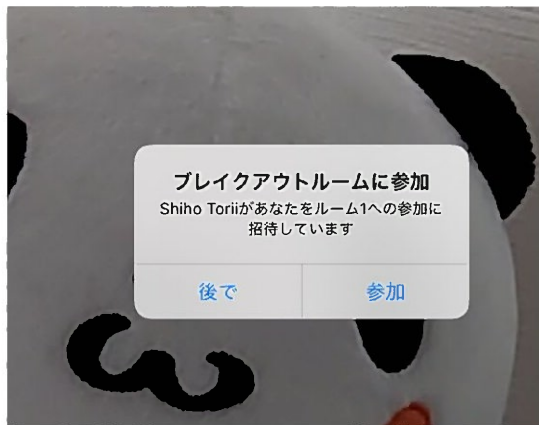 ブレイクアウトルームに参加
Shiho Toriiがあなたをルーム1への参加に
招待しています
後で
参加